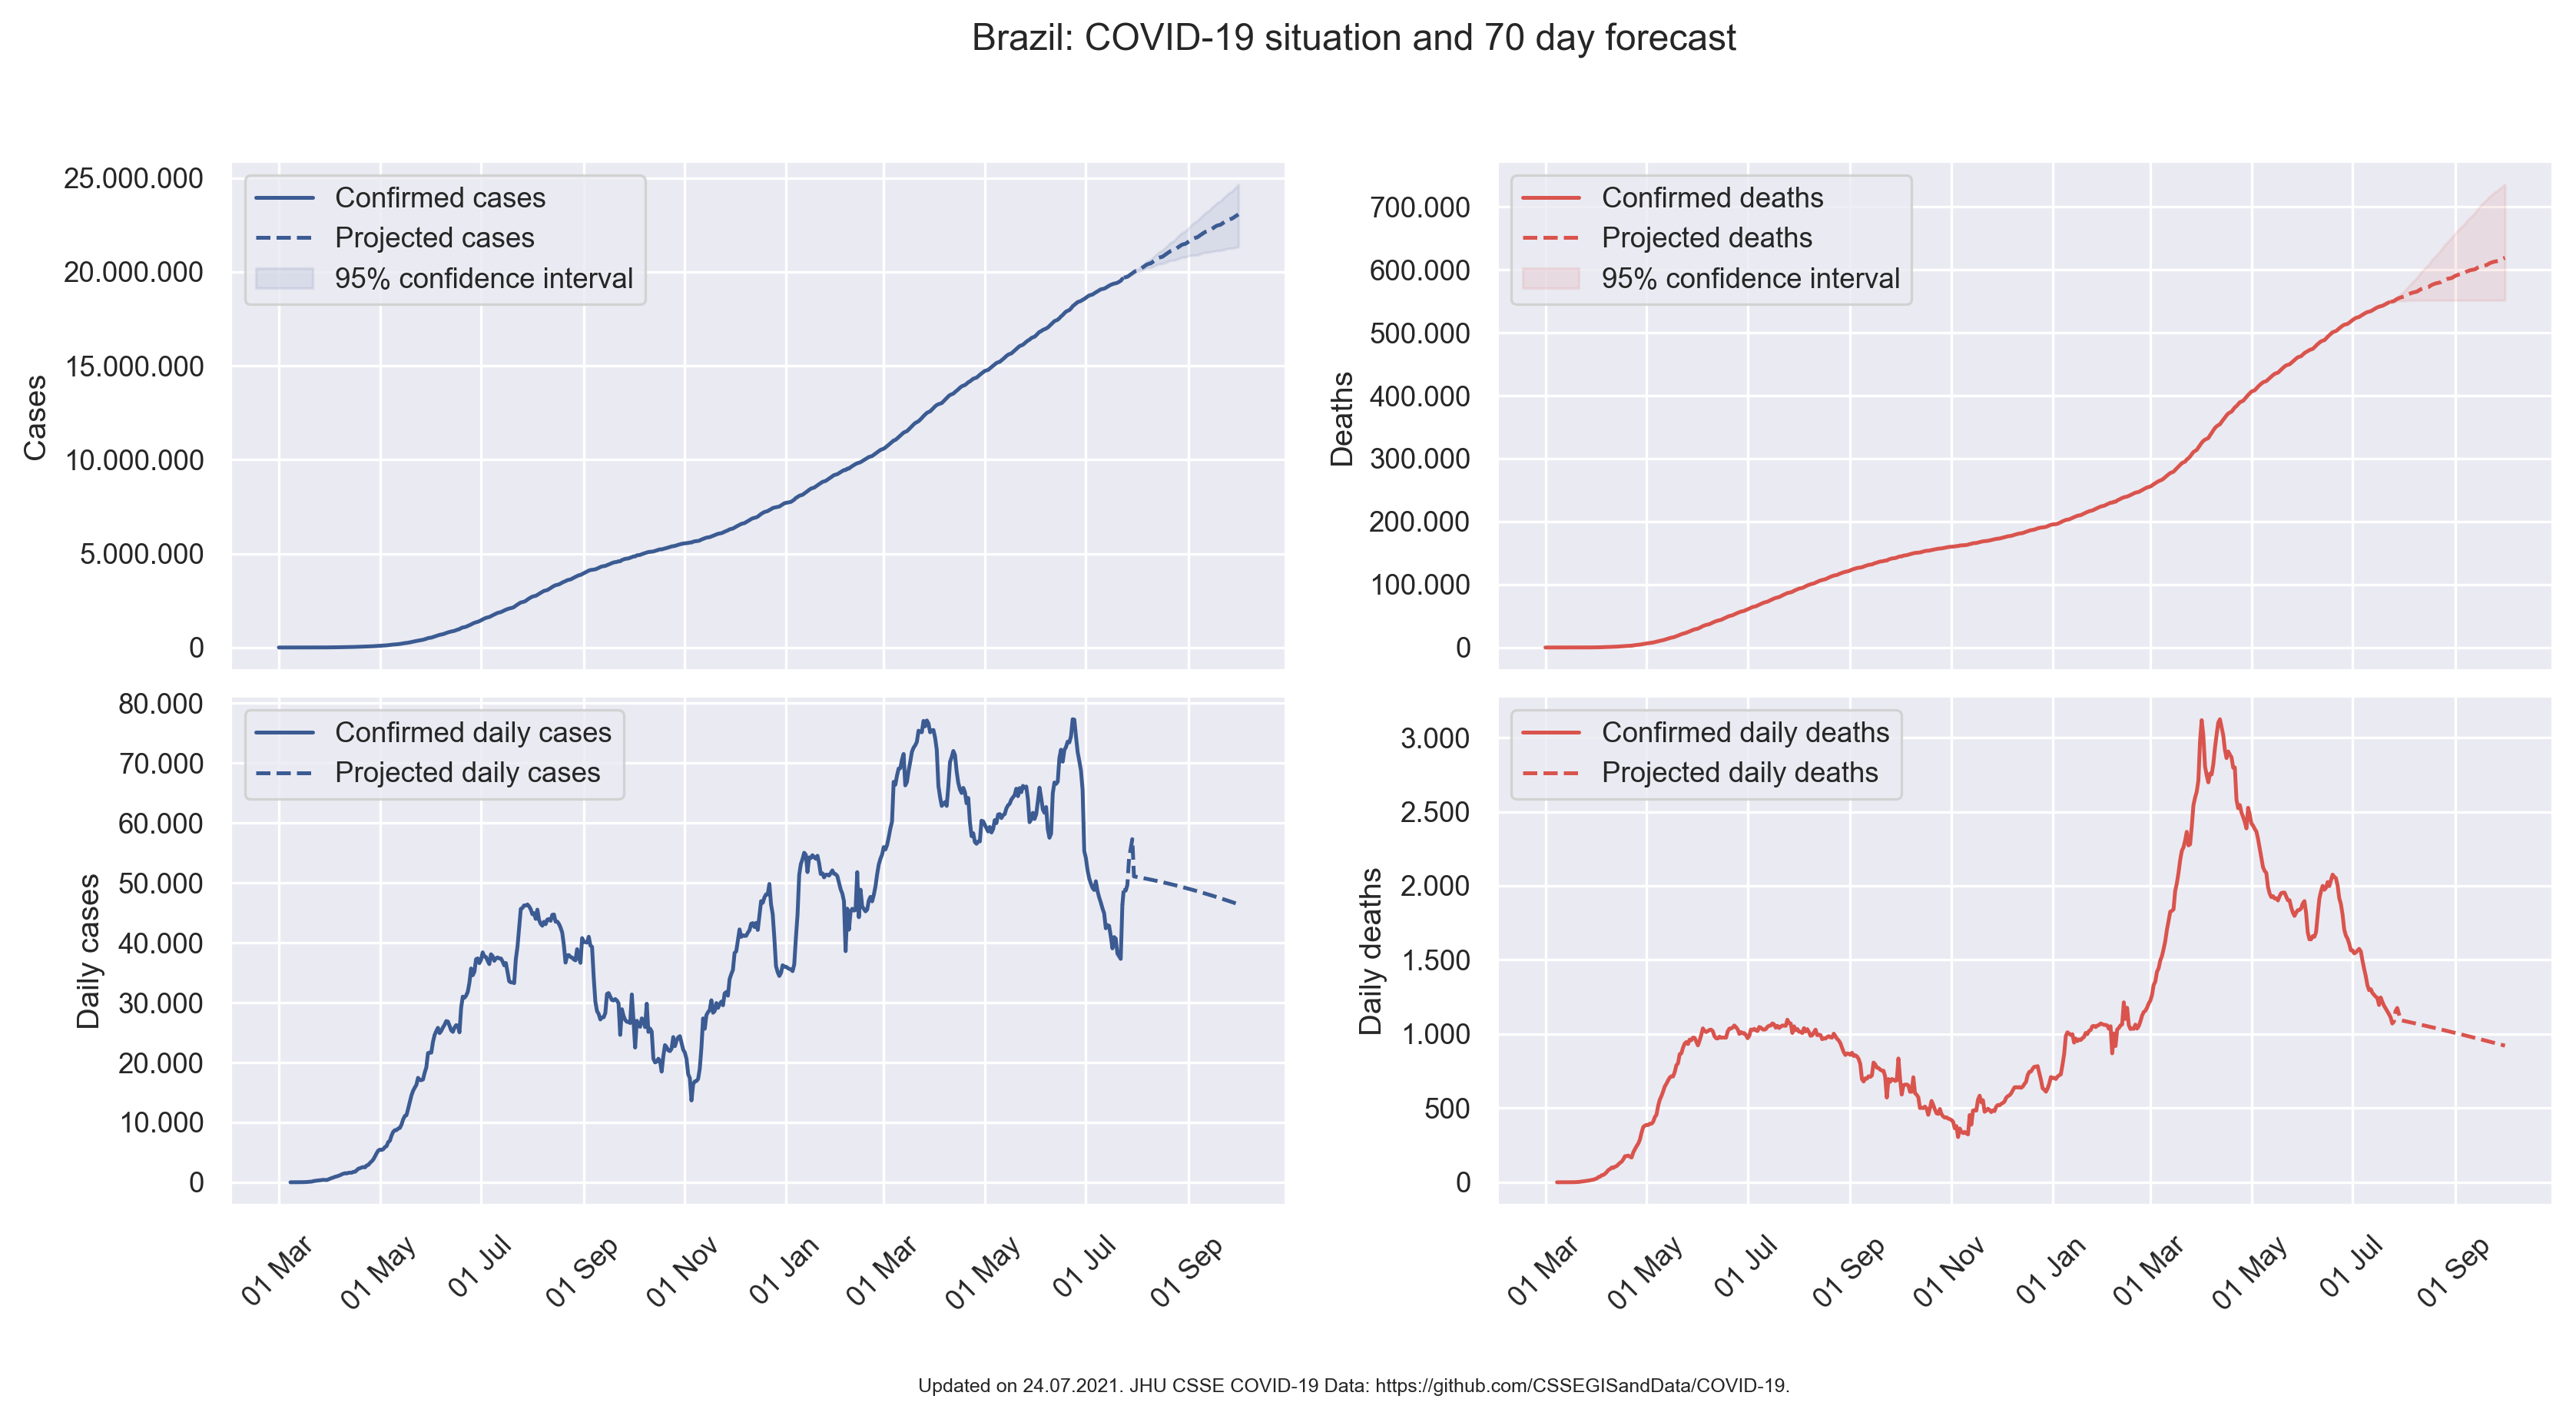 Brazil: COVID-19 situation and 70 day forecast
Cases
25.000.000
20.000.000
15.000.000
10.000.000
5.000.000
0
Confirmed cases
Projected cases
95% confidence interval
Deaths
700.000
600.000
500.000
400.000
300.000
200.000
100.000
0
Confirmed deaths
Projected deaths
95% confidence interval
Daily cases
80.000
70.000
60.000
50.000
40.000
30.000
20.000
10.000
0
Confirmed daily cases
Projected daily cases
01 Mar
01 May
01 Jul
01 Sep
01 Nov
01 Jan
01 Mar
01 May
01 Jul
01 Sep
Daily deaths
3.000
2.500
2.000
1.500
1.000
500
0
Confirmed daily deaths
Projected daily deaths
01 Mar
01 May
01 Jul
01 Sep
01 Nov
01 Jan
01 Mar
01 May
01 Jul
01 Sep
Updated on 24.07.2021. JHU CSSE COVID-19 Data: https://github.com/CSSEGISandData/COVID-19.